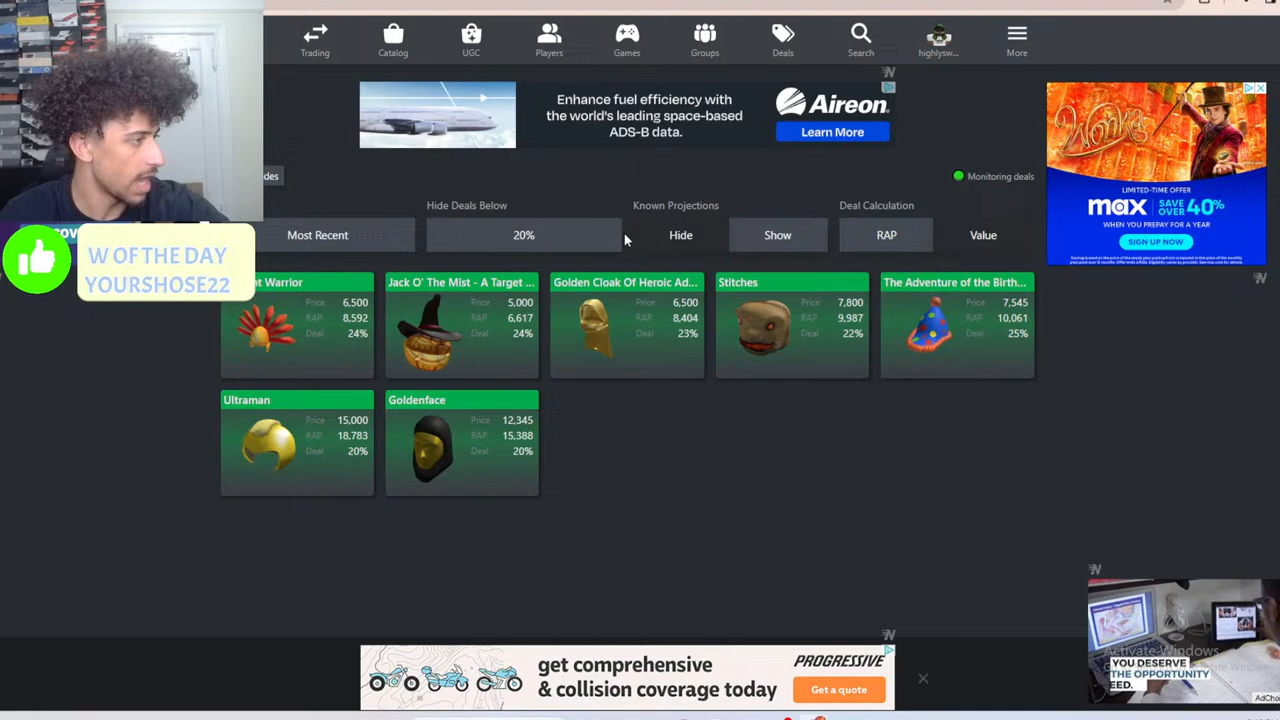 Trading
Catalog
UGC
Players
Games
Groups
Deals
Search
highlysw...
More
Enhance fuel efficiency with
the world's leading space-based
ADS-B data.
Aireon.
Learn More
Wonka
LIMITED-TIME OFFER
max SAVE OVER 40%
WHEN YOU PREPAY FOR A YEAR
SIGN UP NOW
Monitoring deals
Hide Deals Below
Known Projections
Deal Calculation
Most Recent
20%
Hide
Show
RAP
Value
W OF THE DAY
YOURSHOSE22
Warrior
Price 6,500
RAP 8,592
Deal 24%
Jack O' The Mist - A Target ...
Price 5,000
RAP 6,617
Deal 24%
Golden Cloak Of Heroic Ad...
Price 6,500
RAP 8,404
Deal 23%
Stitches
Price 7,800
RAP 9,987
Deal 22%
The Adventure of the Birth...
Price 7,545
RAP 10,061
Deal 25%
Ultraman
Price 15,000
RAP 18,783
Deal 20%
Goldenface
Price 12,345
RAP 15,388
Deal 20%
get comprehensive
& collision coverage today
PROGRESSIVE
Get a quote
Activate Windows
YOU DESERVE
THE OPPORTUNITY
EED.
AdChoi